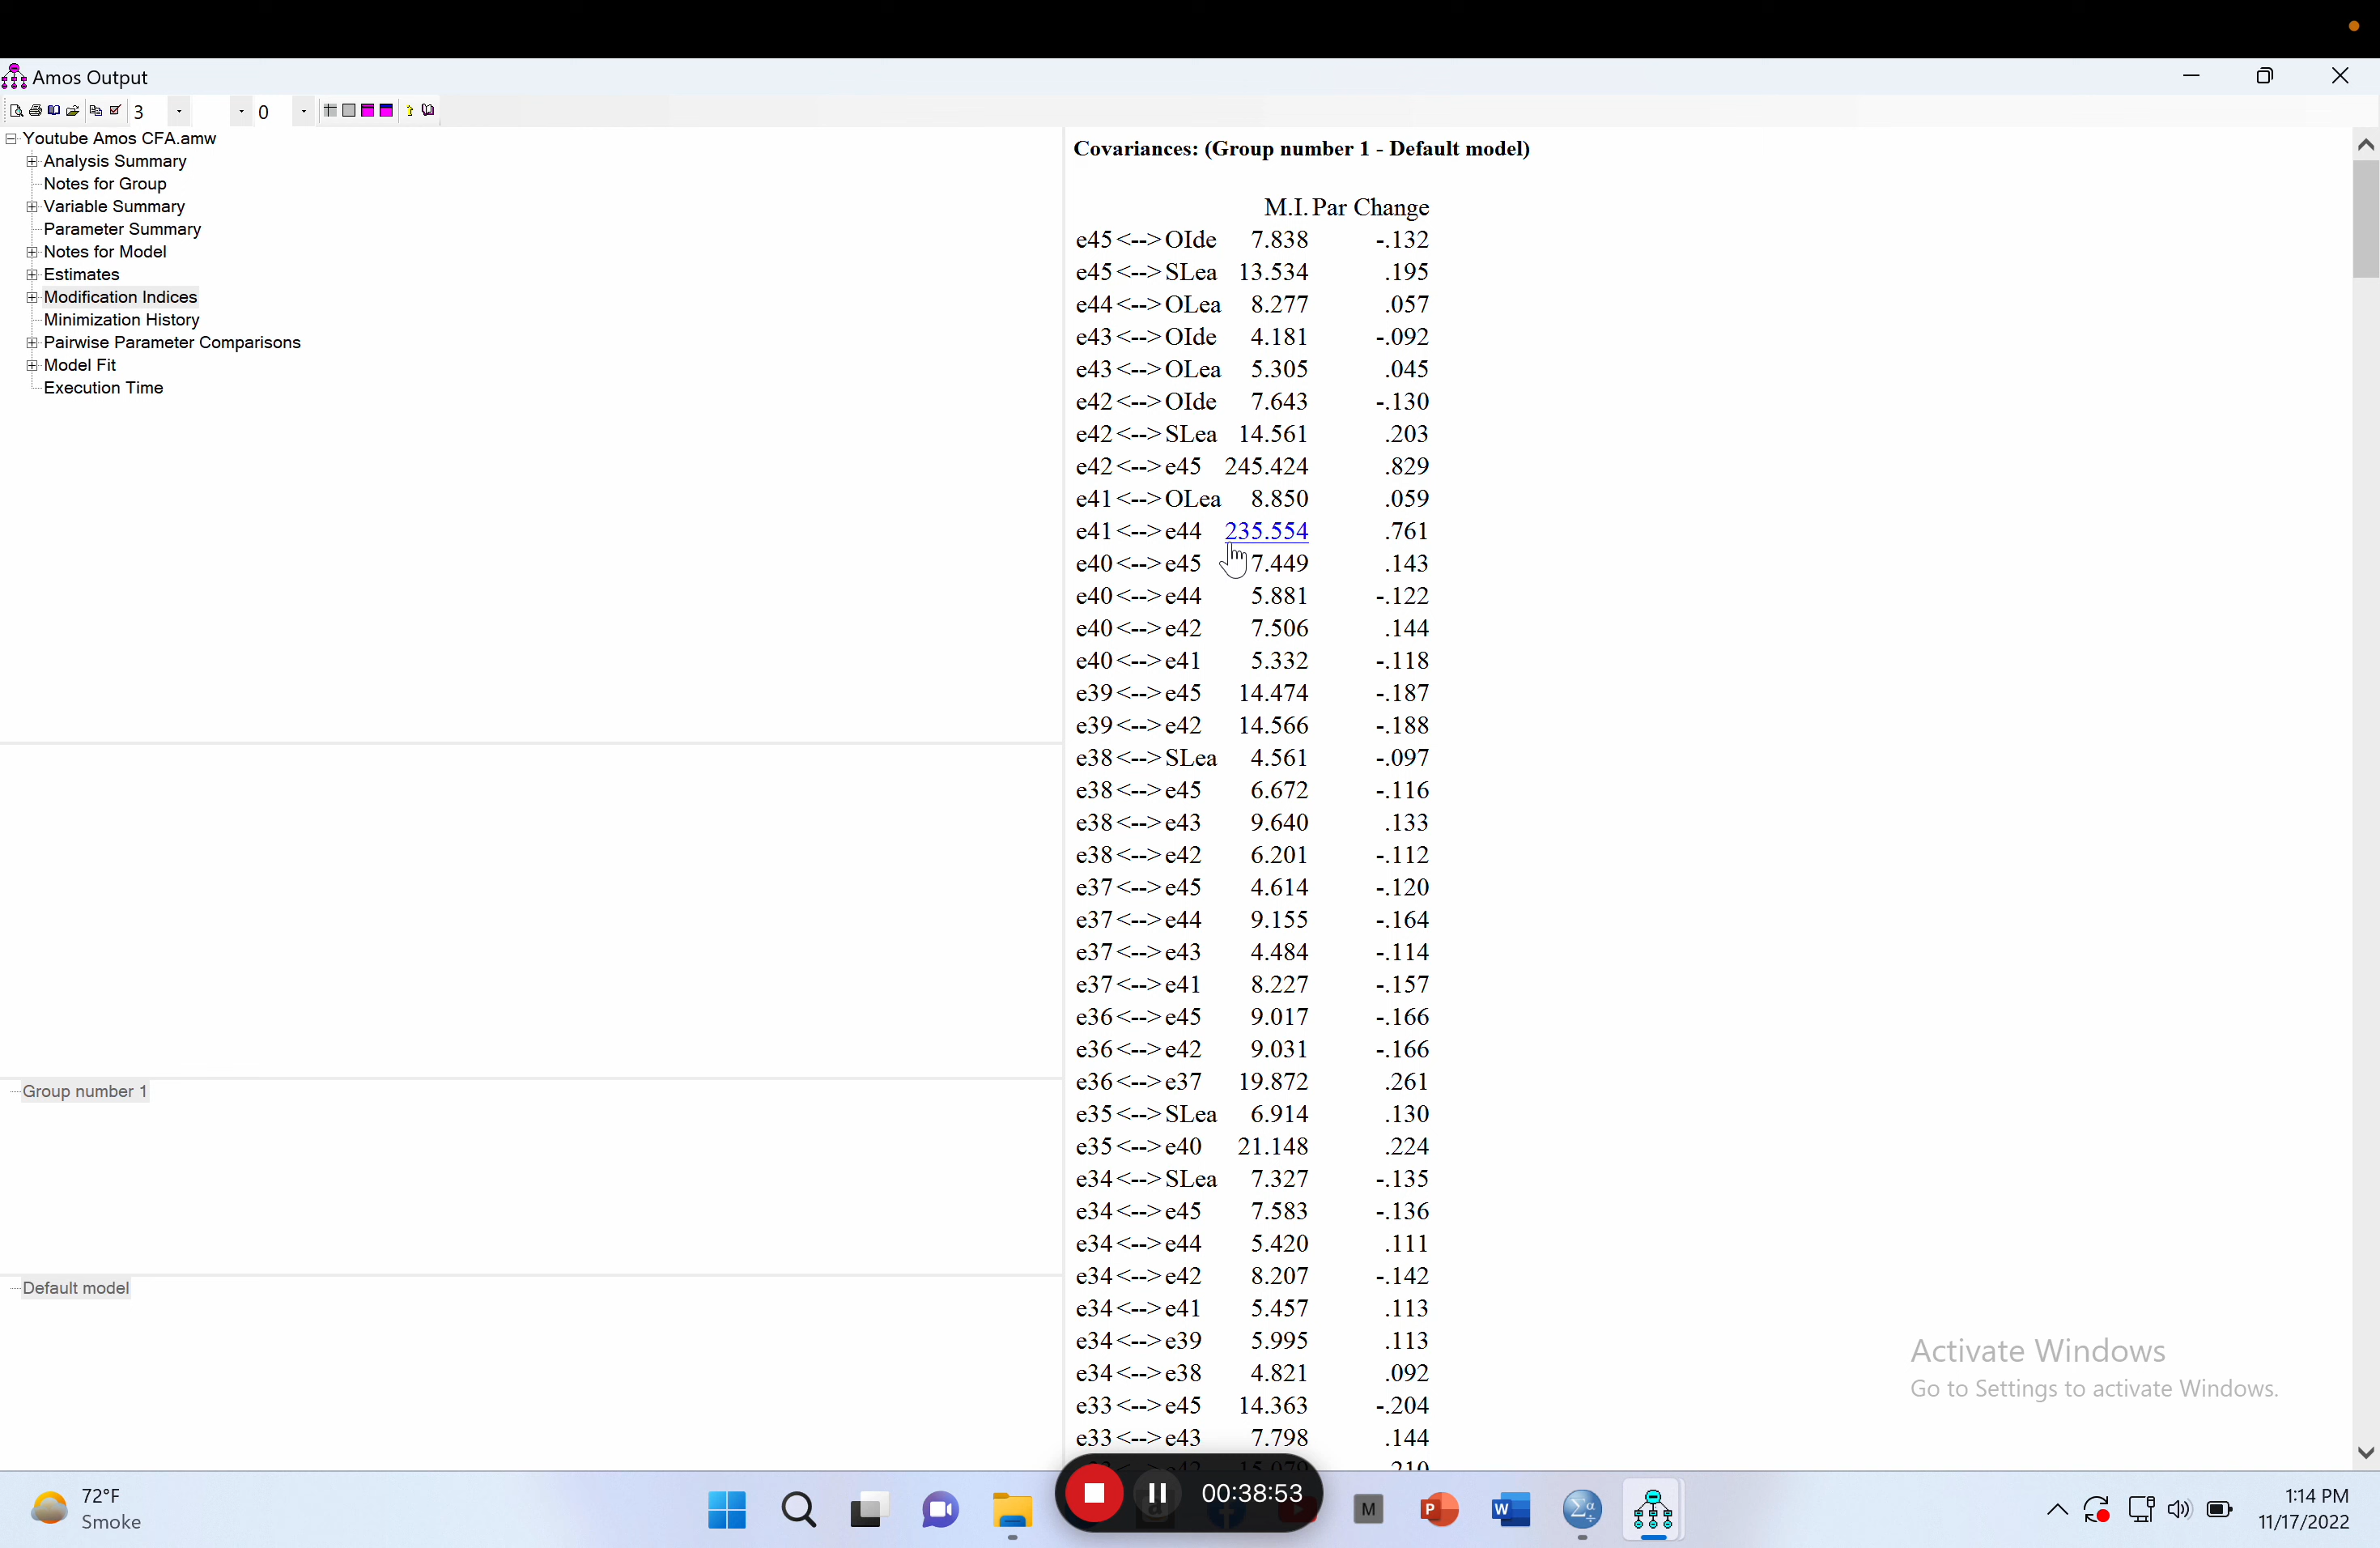 Amos Output
3
0
Youtube Amos CFA.amw
Analysis Summary
Notes for Group
Variable Summary
Parameter Summary
Notes for Model
Estimates
Modification Indices
Minimization History
Pairwise Parameter Comparisons
Model Fit
Execution Time
Group number 1
Default model
Covariances: (Group number 1 - Default model)
M.I. Par Change
e45 <--> OIde 7.838 -.132
e45 <--> SLea 13.534 .195
e44 <--> OLea 8.277 .057
e43 <--> OIde 4.181 -.092
e43 <--> OLea 5.305 .045
e42 <--> OIde 7.643 -.130
e42 <--> SLea 14.561 .203
e42 <--> e45 245.424 .829
e41 <--> OLea 8.850 .059
e41 <--> e44 235.554 .761
e40 <--> e45 7.449 .143
e40 <--> e44 5.881 -.122
e40 <--> e42 7.506 .144
e40 <--> e41 5.332 -.118
e39 <--> e45 14.474 -.187
e39 <--> e42 14.566 -.188
e38 <--> SLea 4.561 -.097
e38 <--> e45 6.672 -.116
e38 <--> e43 9.640 .133
e38 <--> e42 6.201 -.112
e37 <--> e45 4.614 -.120
e37 <--> e44 9.155 -.164
e37 <--> e43 4.484 -.114
e37 <--> e41 8.227 -.157
e36 <--> e45 9.017 -.166
e36 <--> e42 9.031 -.166
e36 <--> e37 19.872 .261
e35 <--> SLea 6.914 .130
e35 <--> e40 21.148 .224
e34 <--> SLea 7.327 -.135
e34 <--> e45 7.583 -.136
e34 <--> e44 5.420 .111
e34 <--> e42 8.207 -.142
e34 <--> e41 5.457 .113
e34 <--> e39 5.995 .113
e34 <--> e38 4.821 .092
e33 <--> e45 14.363 -.204
e33 <--> e43 7.798 .144
Activate Windows
Go to Settings to activate Windows.
72°F
Smoke
00:38:53
M
P
W
1:14 PM
11/17/2022